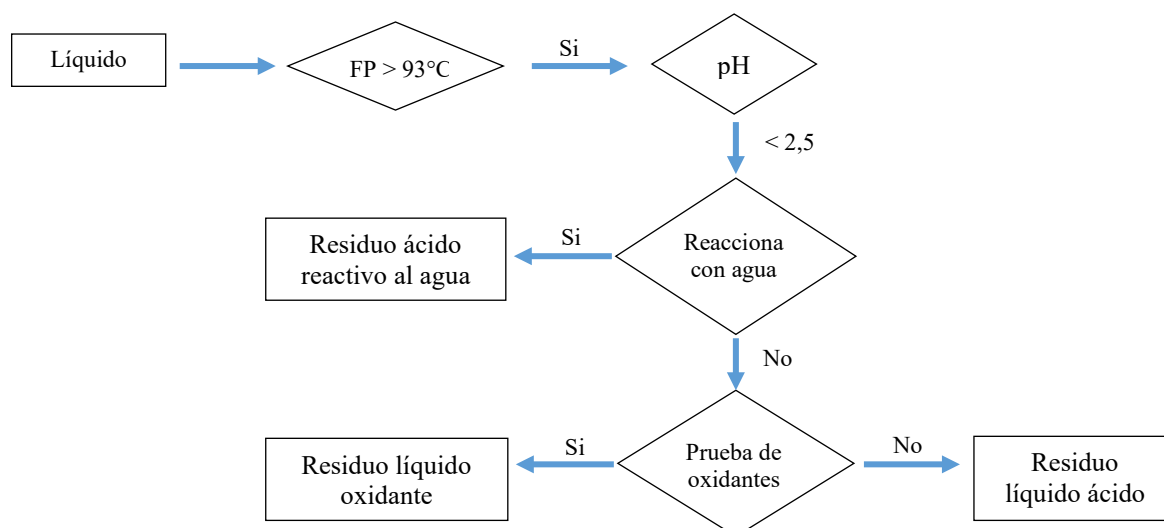 Líquido
FP > 93°C
Si
pH
< 2,5
Residuo ácido
reactivo al agua
Si
Reacciona
con agua
No
Residuo líquido
oxidante
Si
Prueba de
oxidantes
No
Residuo
líquido ácido